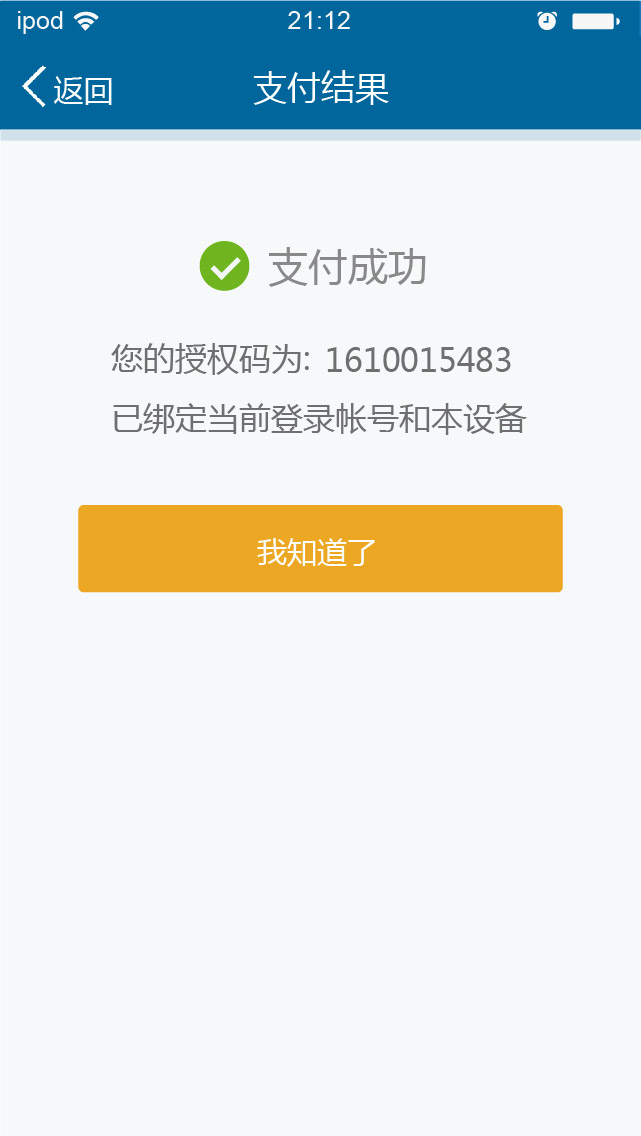 ipod 21:12
返回 支付结果
支付成功
您的授权码为: 1610015483
已绑定当前登录帐号和本设备
我知道了